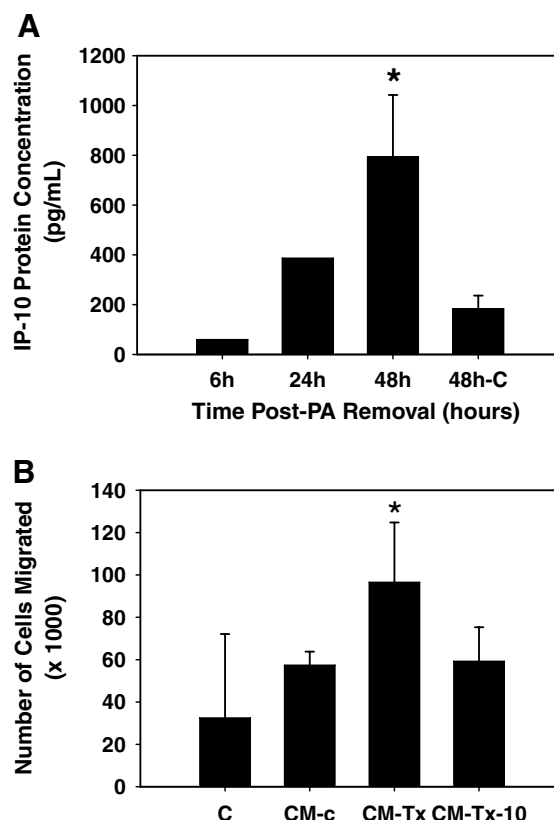 A
IP-10 Protein Concentration
(pg/mL)
1200
1000
800
600
400
200
0
*
6h 24h 48h 48h-C
Time Post-PA Removal (hours)
B
Number of Cells Migrated
(x 1000)
140
120
100
80
60
40
20
0
*
C CM-c CM-Tx CM-Tx-10